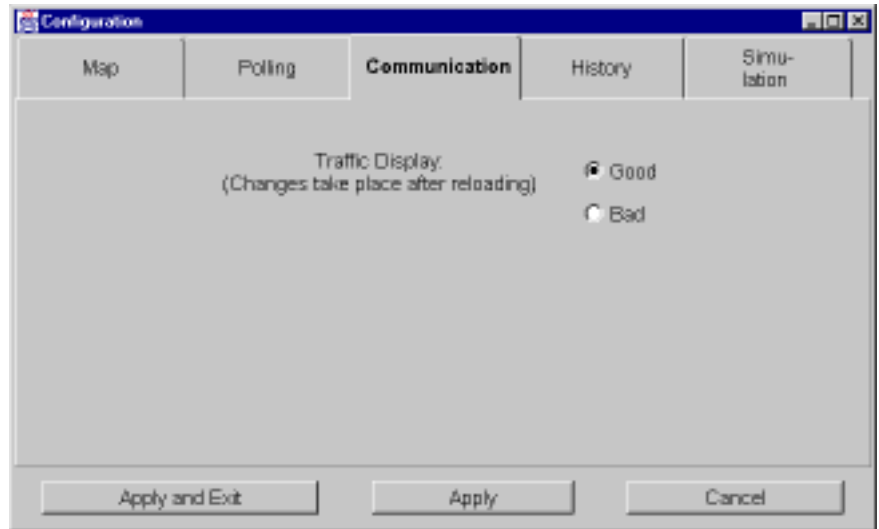 Configuration
Map
Polling
Communication
History
Simu-
lation
Traffic Display:
(Changes take place after reloading)
Good
Bad
Apply and Exit
Apply
Cancel